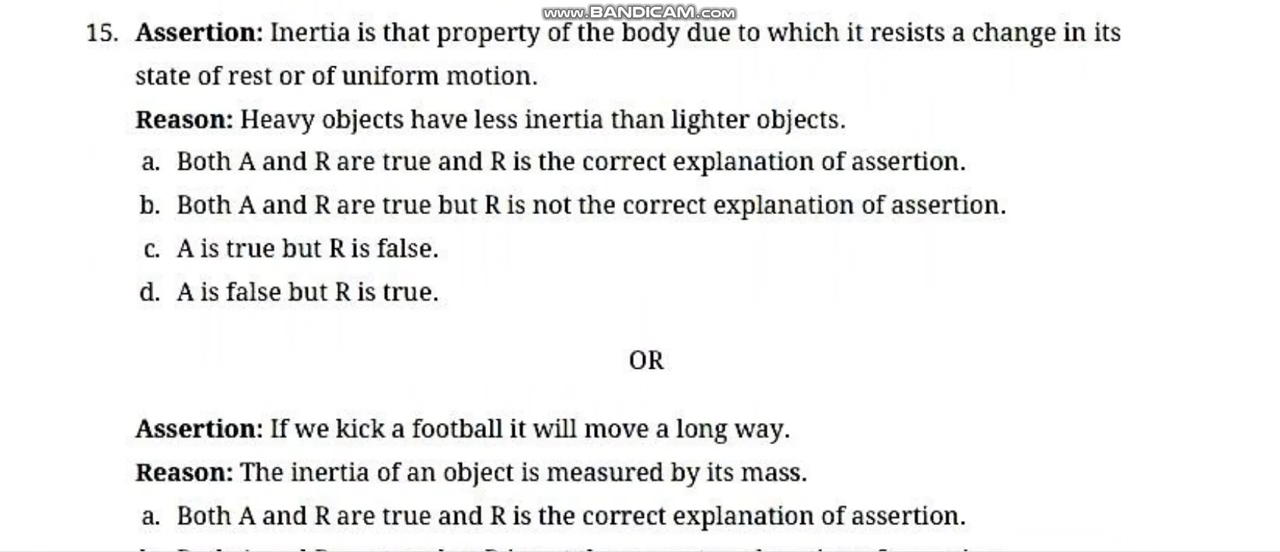 www.BANDICAM.COM
15. Assertion: Inertia is that property of the body due to which it resists a change in its
state of rest or of uniform motion.
Reason: Heavy objects have less inertia than lighter objects.
a. Both A and R are true and R is the correct explanation of assertion.
b. Both A and R are true but R is not the correct explanation of assertion.
c. A is true but R is false.
d. A is false but R is true.
OR
Assertion: If we kick a football it will move a long way.
Reason: The inertia of an object is measured by its mass.
a. Both A and R are true and R is the correct explanation of assertion.